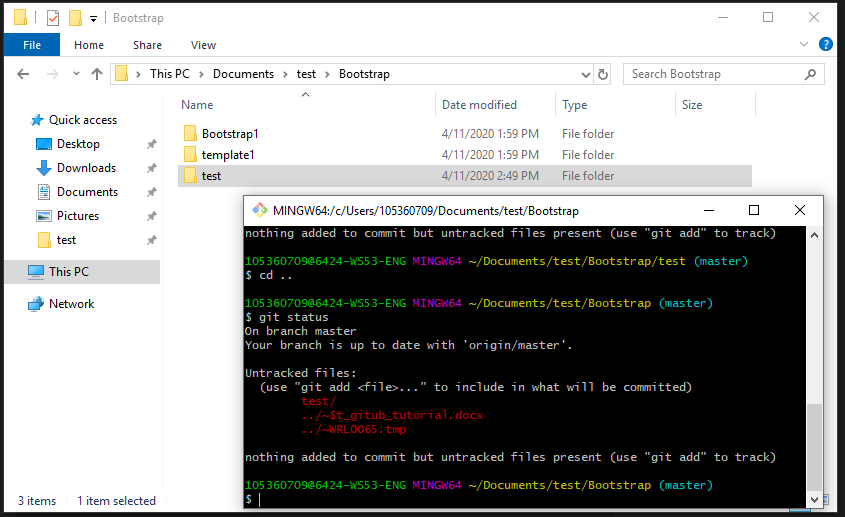 Bootstrap
File Home Share View
This PC > Documents > test > Bootstrap
Search Bootstrap
Name Date modified Type Size
Quick access
Desktop
Downloads
Documents
Pictures
test
This PC
Network
Bootstrap1 4/11/2020 1:59 PM File folder
template1 4/11/2020 1:59 PM File folder
test 4/11/2020 2:49 PM File folder
MINGW64:/c/Users/105360709/Documents/test/Bootstrap
nothing added to commit but untracked files present (use "git add" to track)
105360709@6424-WS53-ENG MINGW64 ~/Documents/test/Bootstrap/test (master)
$ cd ..
105360709@6424-WS53-ENG MINGW64 ~/Documents/test/Bootstrap (master)
$ git status
On branch master
Your branch is up to date with 'origin/master'.
Untracked files:
(use "git add <file>..." to include in what will be committed)
test/
../~$t_gitub_tutorial.docx
../~WRL0065.tmp
nothing added to commit but untracked files present (use "git add" to track)
105360709@6424-WS53-ENG MINGW64 ~/Documents/test/Bootstrap (master)
$
3 items 1 item selected